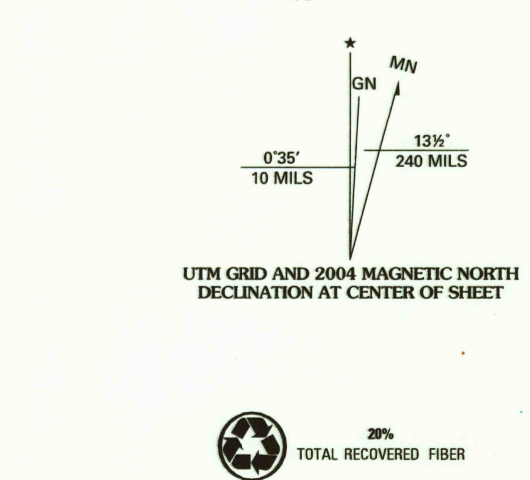 ★
MN
GN
13½°
240 MILS
0°35′
10 MILS
UTM GRID AND 2004 MAGNETIC NORTH
DECLINATION AT CENTER OF SHEET
20%
TOTAL RECOVERED FIBER